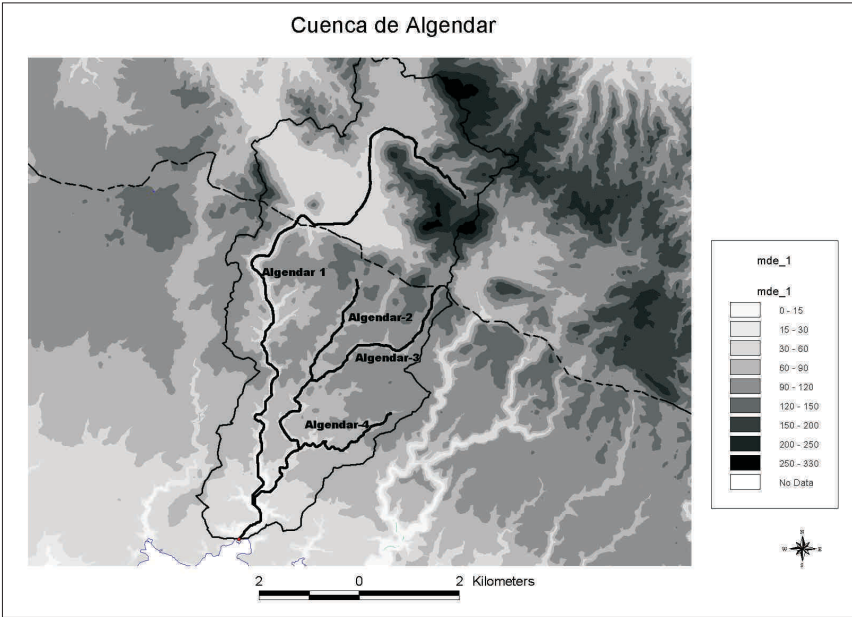 Cuenca de Algendar
Algendar 1
Algendar-2
Algendar-3
Algendar-4
mde_1
mde_1
0 - 15
15 - 30
30 - 60
60 - 90
90 - 120
120 - 150
150 - 200
200 - 250
250 - 330
No Data
N
S
2 0 2 Kilometers